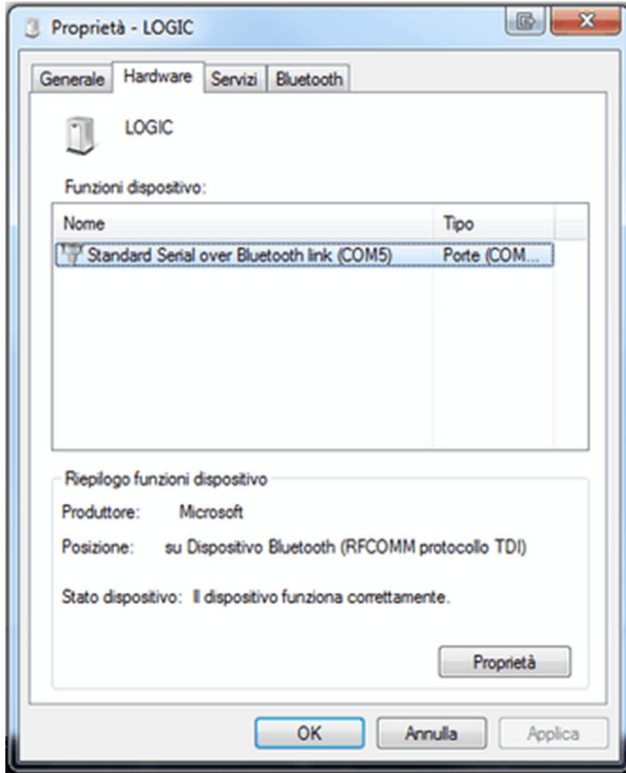 Proprietà - LOGIC
Generale Hardware Servizi Bluetooth
LOGIC
Funzioni dispositivo:
Nome Tipo
Standard Serial over Bluetooth link (COM5) Porte (COM...
Riepilogo funzioni dispositivo
Produttore: Microsoft
Posizione: su Dispositivo Bluetooth (RFCOMM protocollo TDI)
Stato dispositivo: Il dispositivo funziona correttamente.
Proprietà
OK Annulla Applica